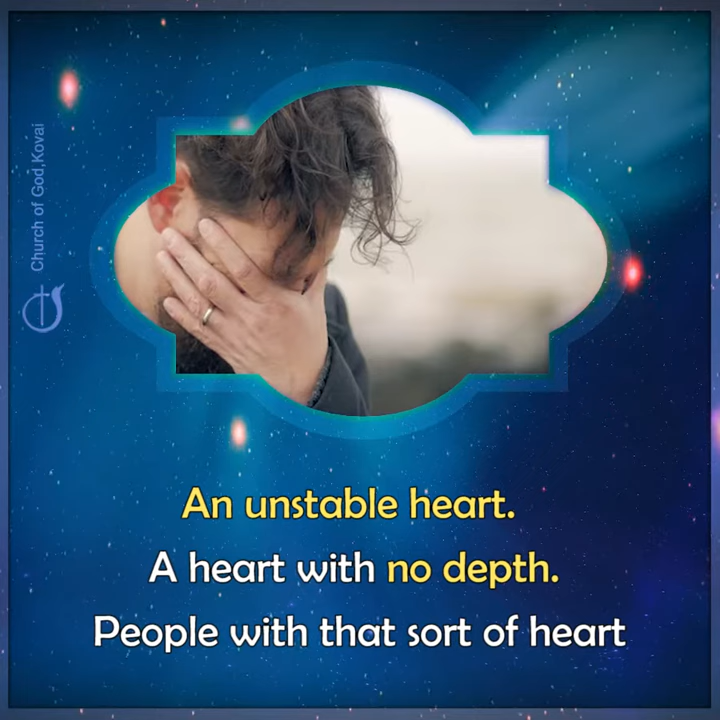 Church of God,Kovai
An unstable heart.
A heart with no depth.
People with that sort of heart